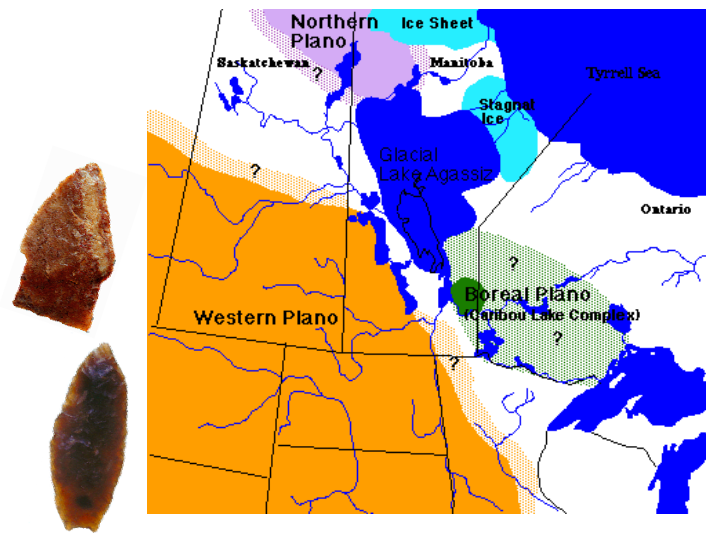 Northern
Plano
Ice Sheet
Saskatchewan
?
Manitoba
Tyrrell Sea
Stagnat
Ice
Glacial
Lake Agassiz
?
Ontario
?
Boreal Plano
(Caribou Lake Complex)
Western Plano
?
?